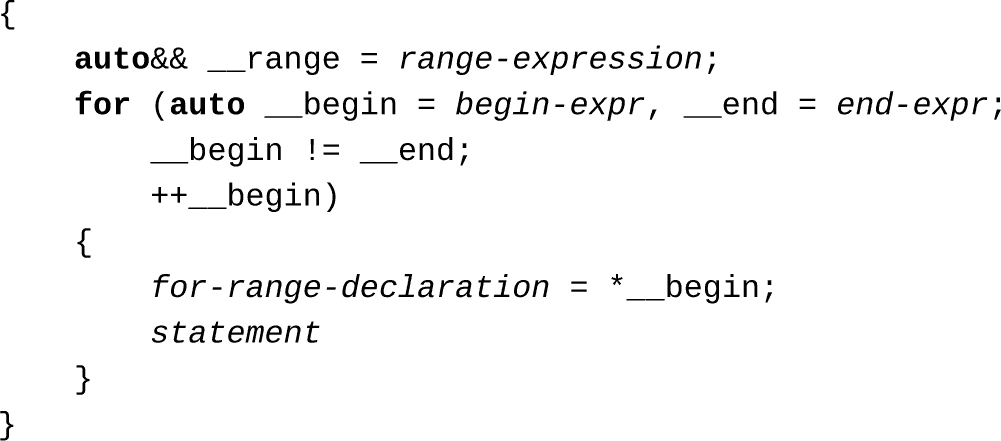 {
    auto&& __range = range-expression;
    for (auto __begin = begin-expr, __end = end-expr;
        __begin != __end;
        ++__begin)
    {
        for-range-declaration = *__begin;
        statement
    }
}